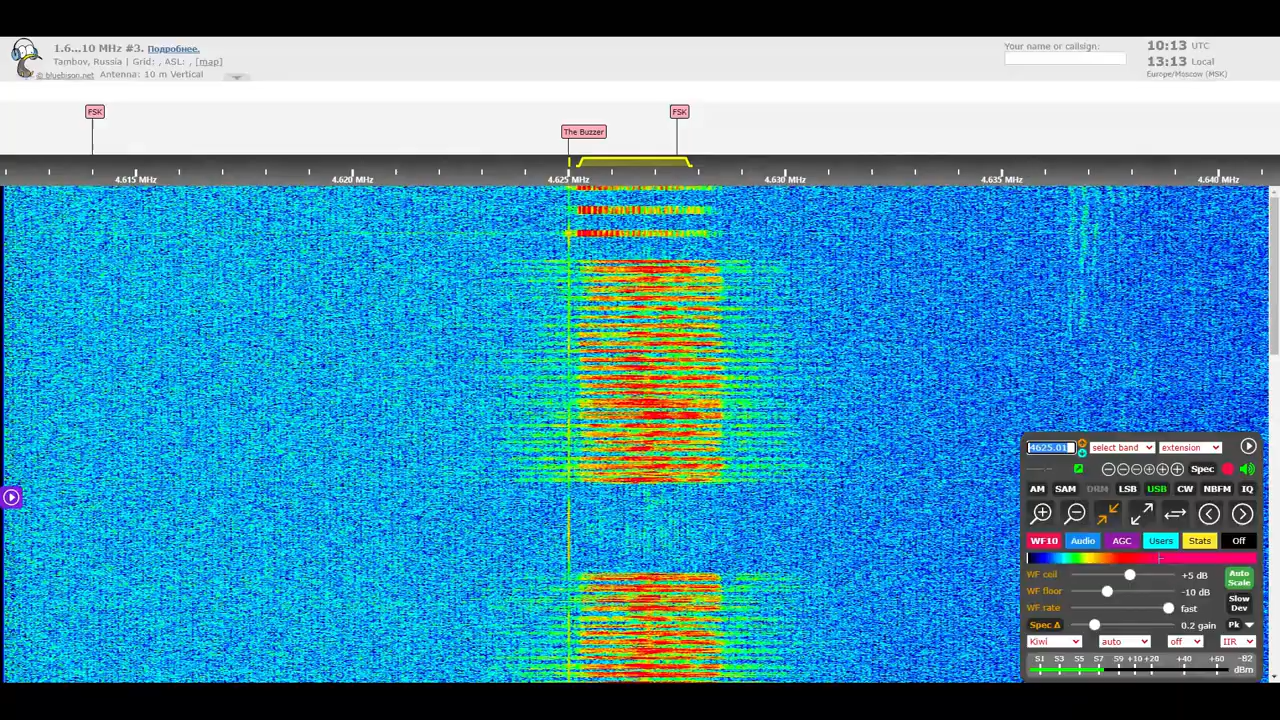 1.6...10 MHz #3. Подробнее.
Tambov, Russia | Grid: , ASL: , [map]
© bluebison.net Antenna: 10 m Vertical
Your name or callsign:
10:13 UTC
13:13 Local
Europe/Moscow (MSK)
FSK
FSK
The Buzzer
4.615 MHz 4.620 MHz 4.625 MHz 4.630 MHz 4.635 MHz 4.640 MHz
4625.01 select band extension
Spec
AM SAM DRM LSB USB CW NBFM IQ
WF10 Audio AGC Users Stats Off
WF ceil +5 dB Auto Scale
WF floor -10 dB
WF rate fast Slow Dev
Spec Δ 0.2 gain Pk
Kiwi auto off IIR
S1 S3 S5 S7 S9 +10 +20 +40 +60 -82
dBm